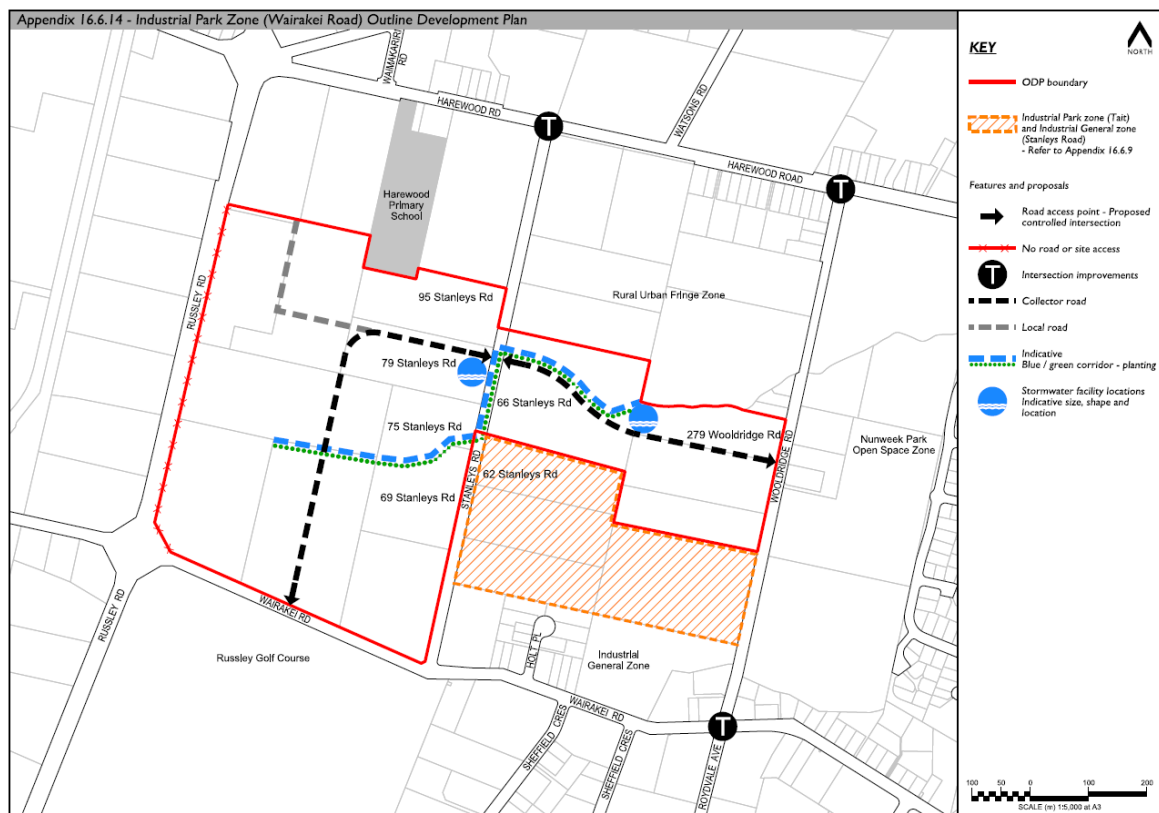 Appendix 16.6.14 - Industrial Park Zone (Wairakei Road) Outline Development Plan
WAIMAKARIRI
RD
HAREWOOD RD
WATSONS RD
T
HAREWOOD ROAD
T
Harewood
Primary
School
RUSSLEY RD
95 Stanleys Rd
Rural Urban Fringe Zone
79 Stanleys Rd
66 Stanleys Rd
75 Stanleys Rd
279 Wooldridge Rd
WOOLDRIDGE RD
Nunweek Park
Open Space Zone
STANLEYS RD
62 Stanleys Rd
69 Stanleys Rd
WAIRAKEI RD
RUSSLEY RD
Russley Golf Course
HOLT PL
Industrial
General Zone
WAIRAKEI RD
SHEFFIELD CRES
SHEFFIELD CRES
T
ROYDVALE AVE
KEY
NORTH
ODP boundary
Industrial Park zone (Tait)
and Industrial General zone
(Stanleys Road)
- Refer to Appendix 16.6.9
Features and proposals
Road access point - Proposed
controlled intersection
No road or site access
T
Intersection improvements
Collector road
Local road
Indicative
Blue / green corridor - planting
Stormwater facility locations
Indicative size, shape and
location
100 50 0 100 200
SCALE (m) 1:5,000 at A3